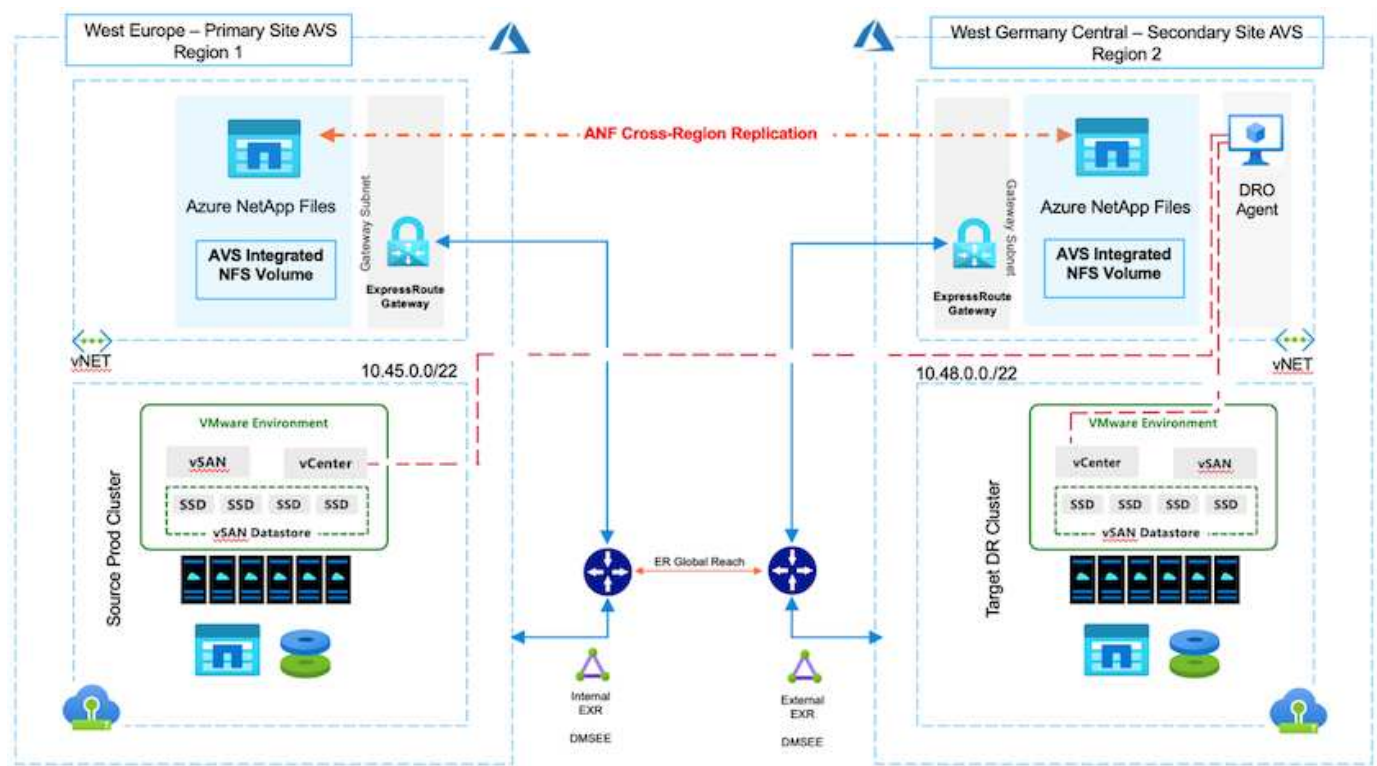 West Europe – Primary Site AVS
Region 1
West Germany Central – Secondary Site AVS
Region 2
ANF Cross-Region Replication
Azure NetApp Files
AVS Integrated
NFS Volume
Gateway Subnet
ExpressRoute
Gateway
Gateway Subnet
ExpressRoute
Gateway
Azure NetApp Files
AVS Integrated
NFS Volume
DRO
Agent
vNET
10.45.0.0/22
10.48.0.0./22
vNET
Source Prod Cluster
VMware Environment
vSAN
vCenter
SSD
SSD
SSD
SSD
vSAN Datastore
ER Global Reach
Internal
EXR
DMSEE
External
EXR
DMSEE
Target DR Cluster
VMware Environment
vCenter
vSAN
SSD
SSD
SSD
SSD
vSAN Datastore